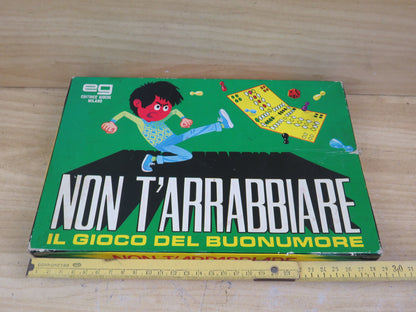 eg
EDITRICE GIOCHI
MILANO
NON T'ARRABBIARE
IL GIOCO DEL BUONUMORE
NON T'ARRABBIARE